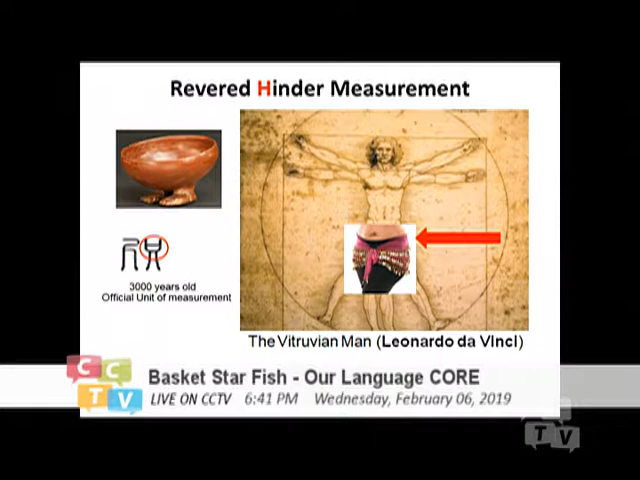 Revered Hinder Measurement
3000 years old
Official Unit of measurement
The Vitruvian Man (Leonardo da Vinci)
C C
T V
Basket Star Fish - Our Language CORE
LIVE ON CCTV 6:41 PM Wednesday, February 06, 2019
T V